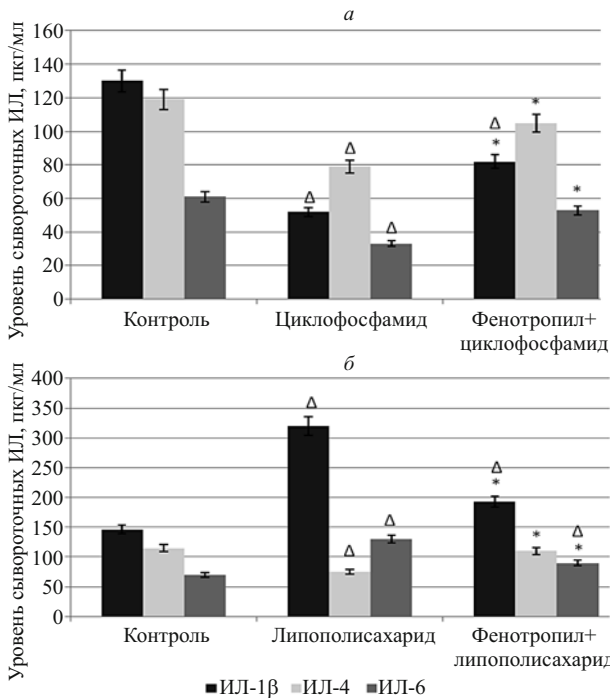 а
Уровень сывороточных ИЛ, пкг/мл
160
140
120
100
80
60
40
20
0
Δ
Δ
Δ
Δ
*
*
*
Контроль
Циклофосфамид
Фенотропил+
циклофосфамид
б
Уровень сывороточных ИЛ, пкг/мл
400
350
300
250
200
150
100
50
0
Δ
Δ
Δ
Δ
*
*
Δ
*
Контроль
Липополисахарид
Фенотропил+
липополисахарид
ИЛ-1β ИЛ-4 ИЛ-6